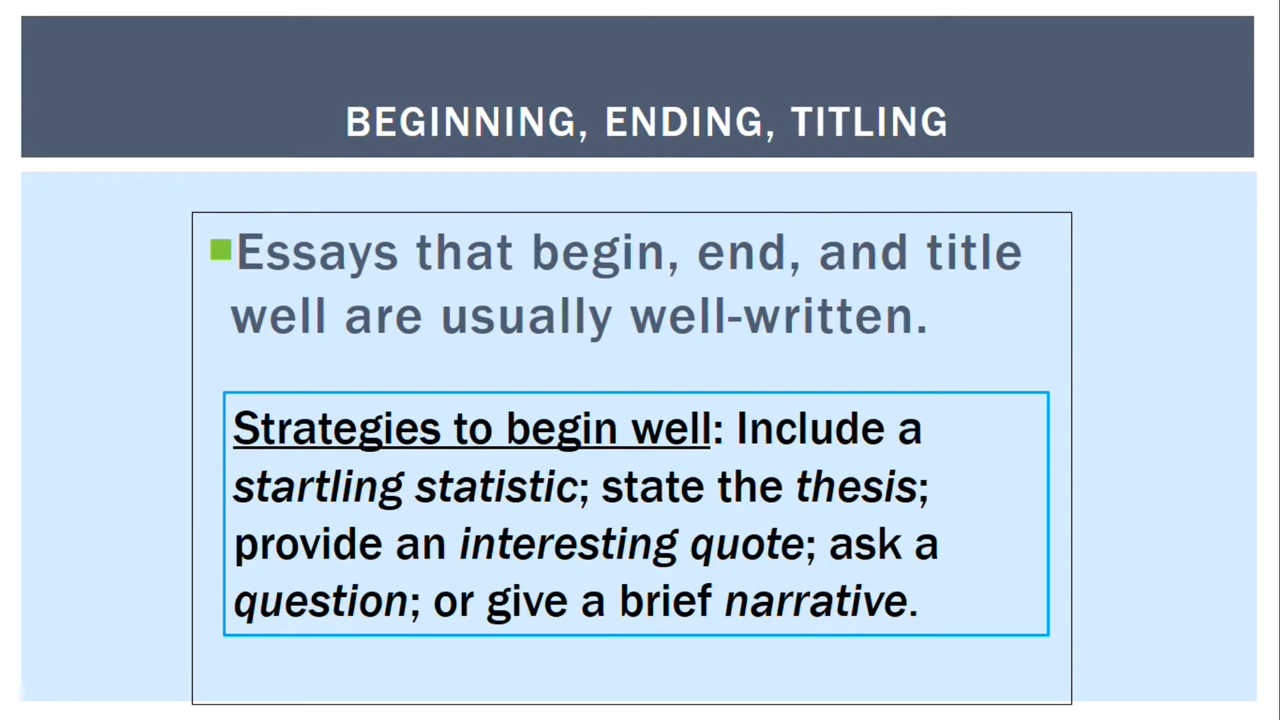 BEGINNING, ENDING, TITLING
Essays that begin, end, and title
well are usually well-written.
Strategies to begin well: Include a
startling statistic; state the thesis;
provide an interesting quote; ask a
question; or give a brief narrative.